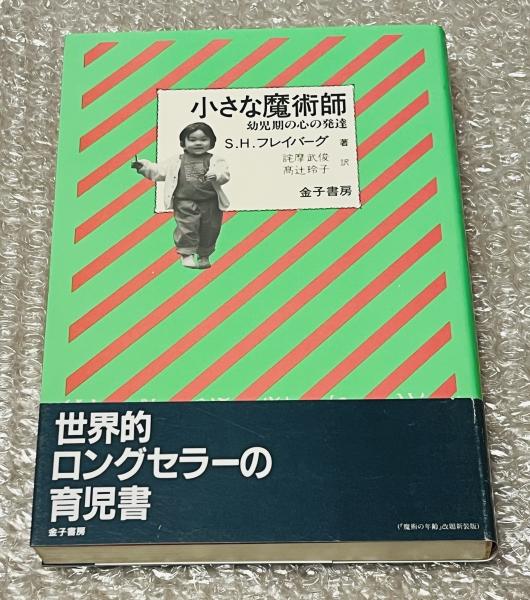 小さな魔術師
幼児期の心の発達
S.H.フレイバーグ 著
詫摩武俊
髙辻玲子 訳
金子書房
世界的
ロングセラーの
育児書
金子書房
(『魔術の年齢』改題新装版)